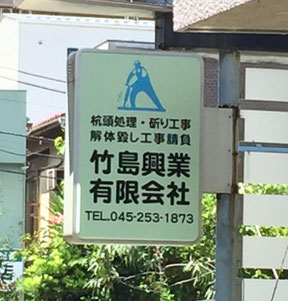 杭頭処理・斫り工事
解体毀し工事請負
竹島興業
有限会社
TEL.045-253-1873
店